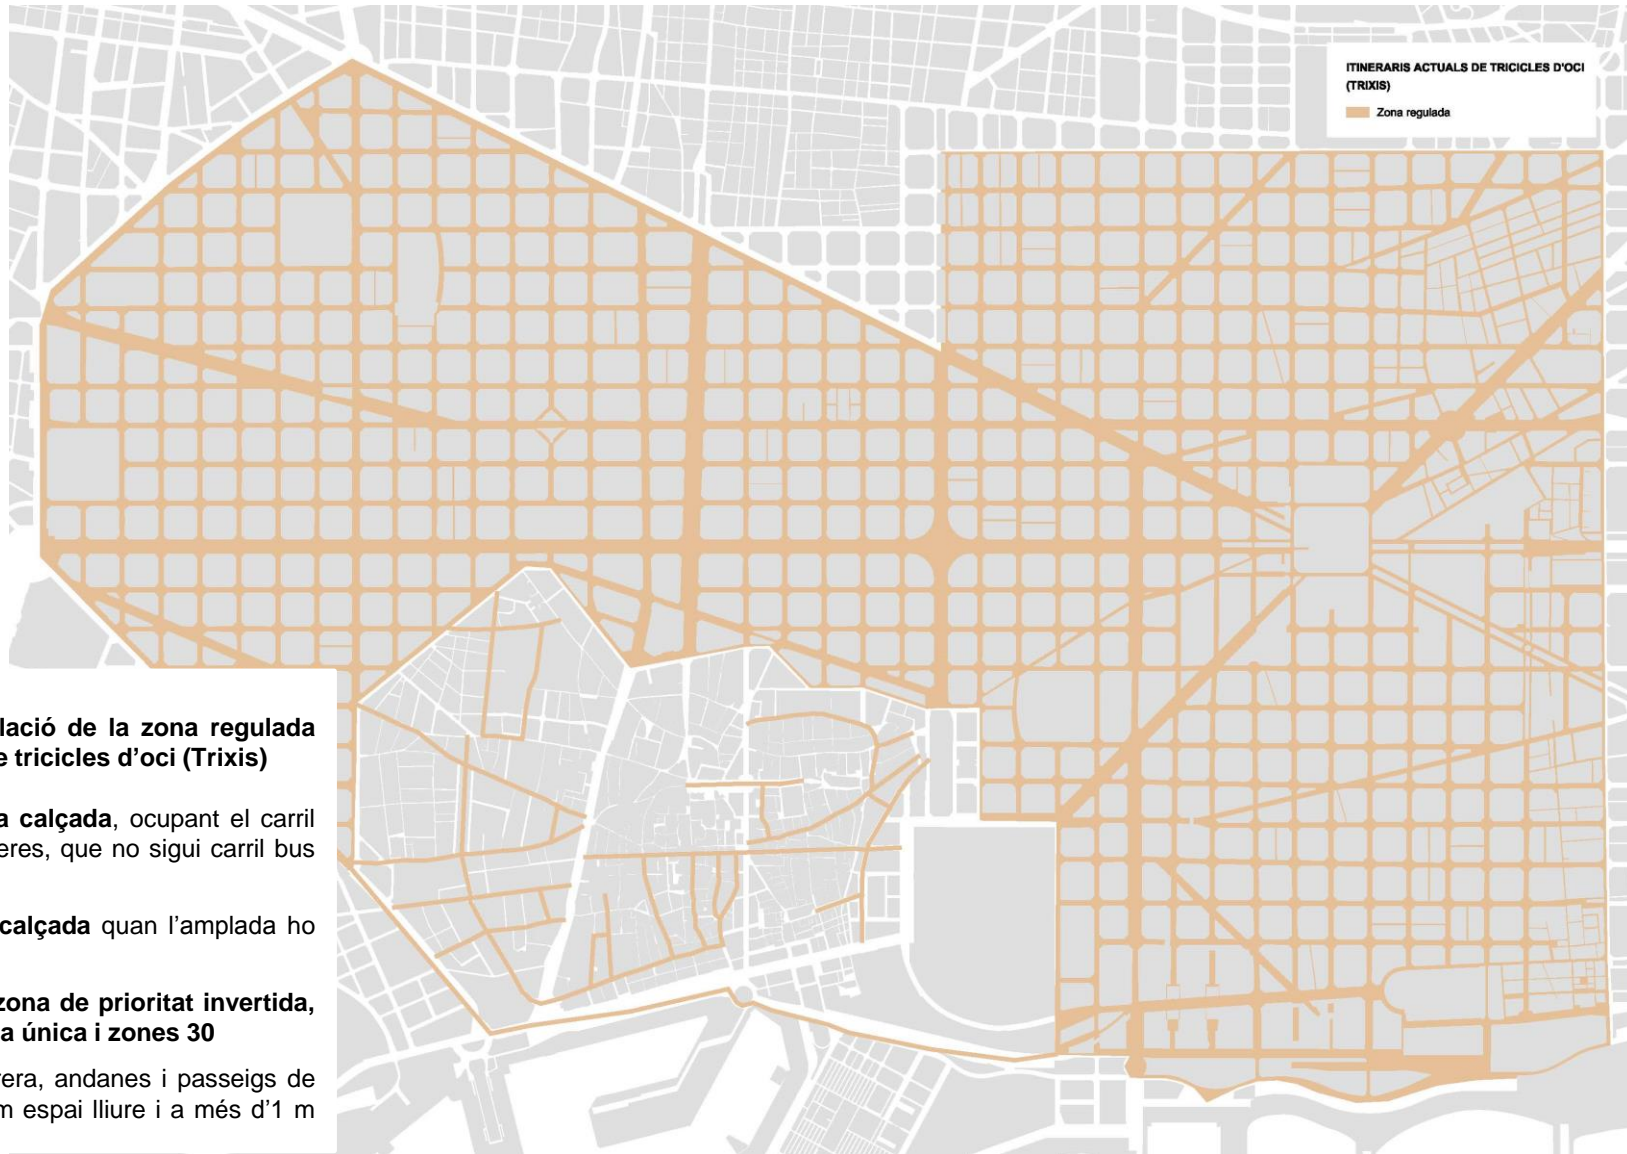 ITINERARIS ACTUALS DE TRICICLES D'OCI
(TRIXIS)
Zona regulada
lació de la zona regulada
e tricicles d’oci (Trixis)
a calçada, ocupant el carril
eres, que no sigui carril bus
calçada quan l’amplada ho
zona de prioritat invertida,
a única i zones 30
rera, andanes i passeigs de
m espai lliure i a més d’1 m